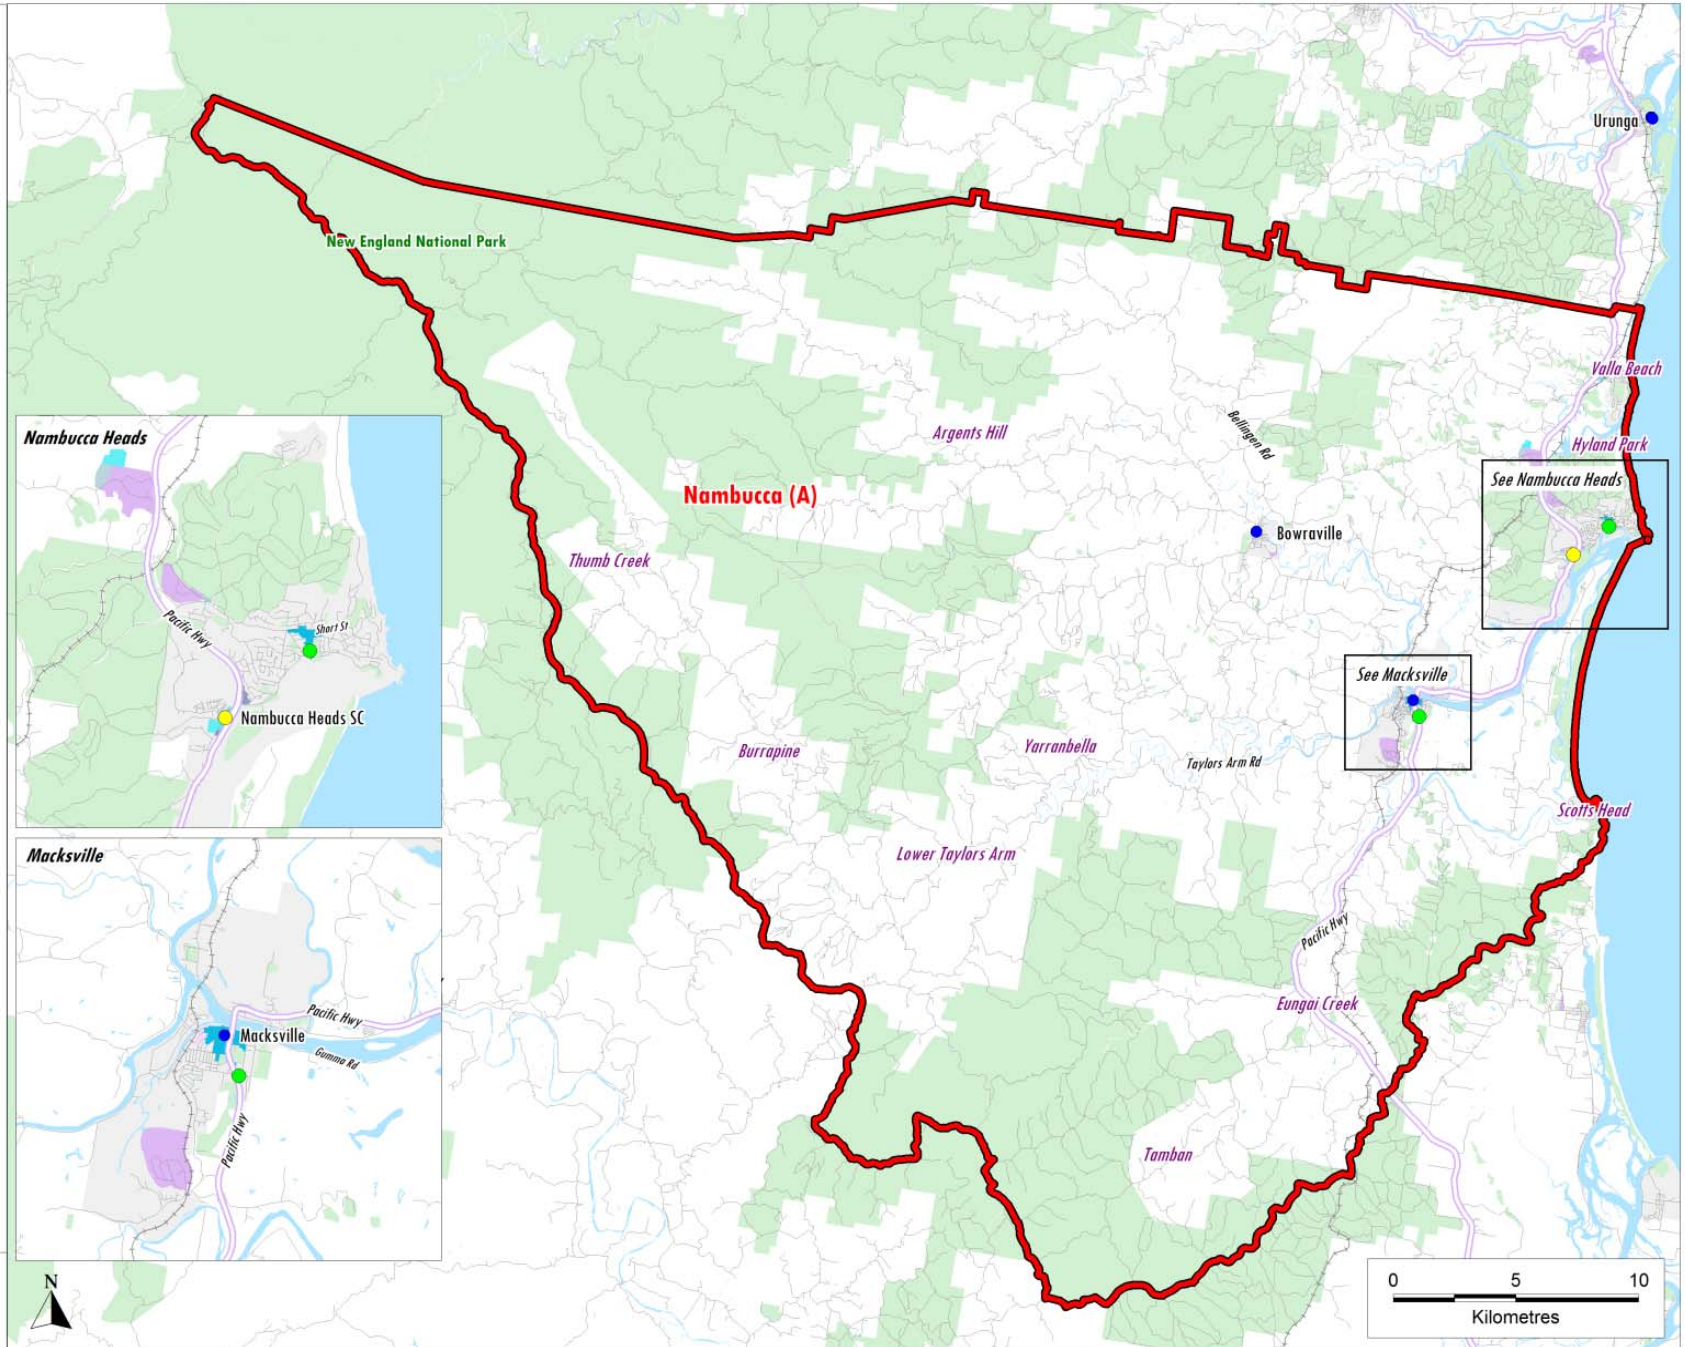 Urunga
New England National Park
Valla Beach
Nambucca Heads
Argents Hill
Bellingen Rd
Hyland Park
See Nambucca Heads
Nambucca (A)
Bowraville
Thumb Creek
Pacific Hwy
Short St
See Macksville
Nambucca Heads SC
Burrapine
Yarranbella
Taylors Arm Rd
Scotts Head
Macksville
Lower Taylors Arm
Pacific Hwy
Eungai Creek
Pacific Hwy
Macksville
Gumma Rd
Pacific Hwy
Tamban
N
0 5 10
Kilometres